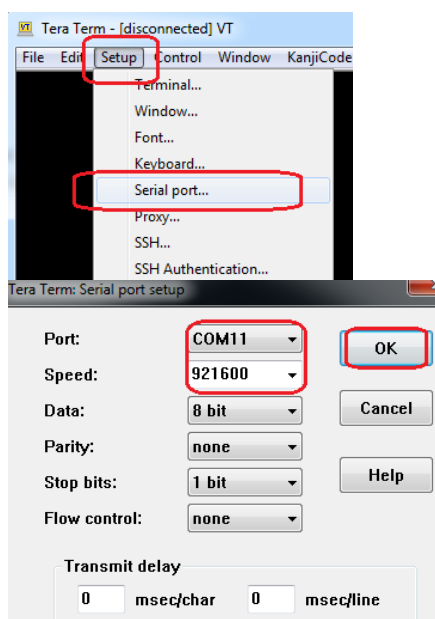 VT Tera Term - [disconnected] VT
File Edit Setup Control Window KanjiCode
Terminal...
Window...
Font...
Keyboard...
Serial port...
Proxy...
SSH...
SSH Authentication...
Tera Term: Serial port setup
Port: COM11 OK
Speed: 921600
Data: 8 bit Cancel
Parity: none
Stop bits: 1 bit Help
Flow control: none
Transmit delay
0 msec/char 0 msec/line